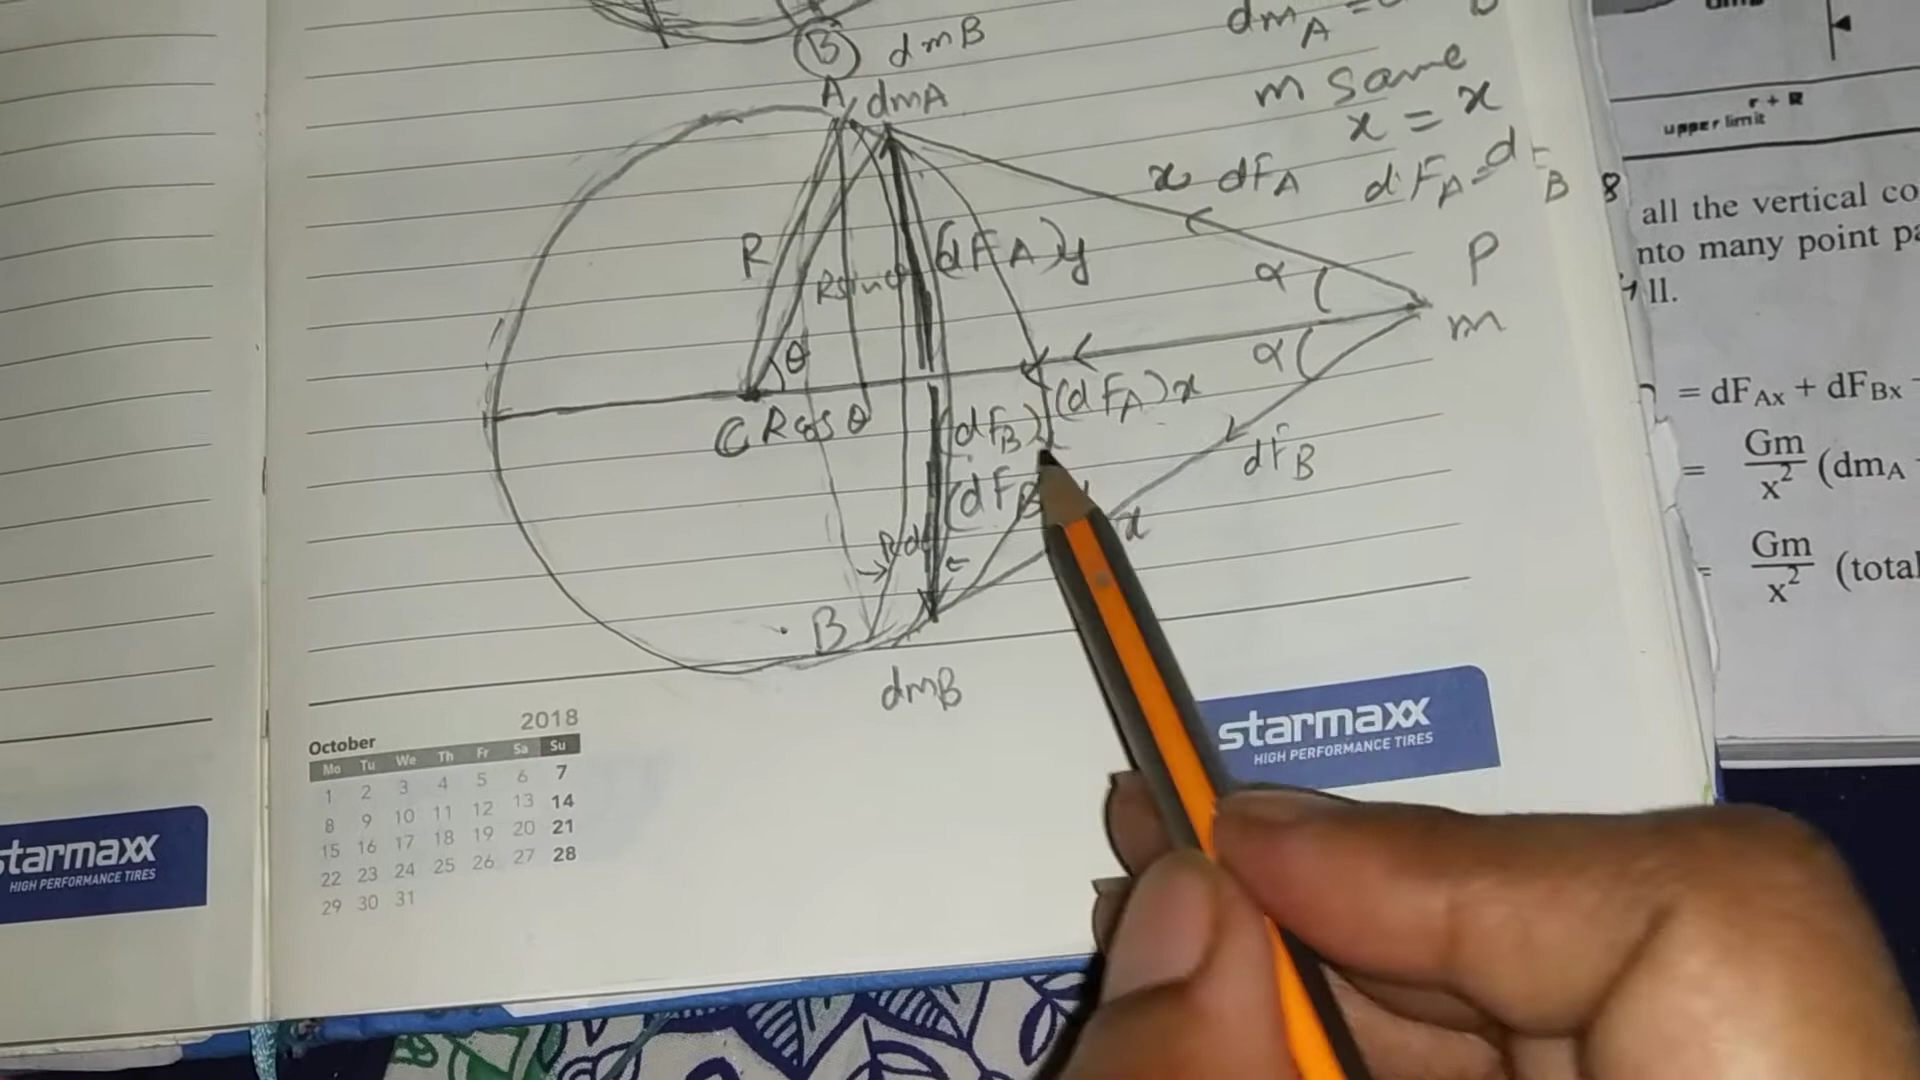 B dmB
dmA =
m same
x = x
dFA = dFB
A dmA
x dFA
R
Rsinθ
(dFA)y
α
P
m
θ
α
C Rcosθ
(dFB)
(dFA)x
(dFB
dFB
Rdθ
x
B
dmB
October 2018
Mo Tu We Th Fr Sa Su
1 2 3 4 5 6 7
8 9 10 11 12 13 14
15 16 17 18 19 20 21
22 23 24 25 26 27 28
29 30 31
starmaxx
HIGH PERFORMANCE TIRES
starmaxx
HIGH PERFORMANCE TIRES
r + R
upper limit
8
all the vertical co
nto many point pa
ll.
= dFAx + dFBx
= Gm/x² (dmA
= Gm/x² (total